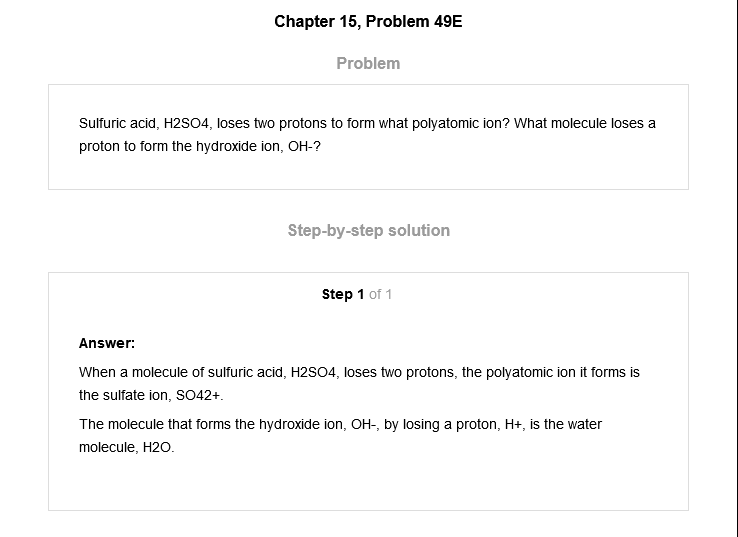 Chapter 15, Problem 49E
Problem
Sulfuric acid, H2SO4, loses two protons to form what polyatomic ion? What molecule loses a
proton to form the hydroxide ion, OH-?
Step-by-step solution
Step 1 of 1
Answer:
When a molecule of sulfuric acid, H2SO4, loses two protons, the polyatomic ion it forms is
the sulfate ion, SO42+.
The molecule that forms the hydroxide ion, OH-, by losing a proton, H+, is the water
molecule, H2O.